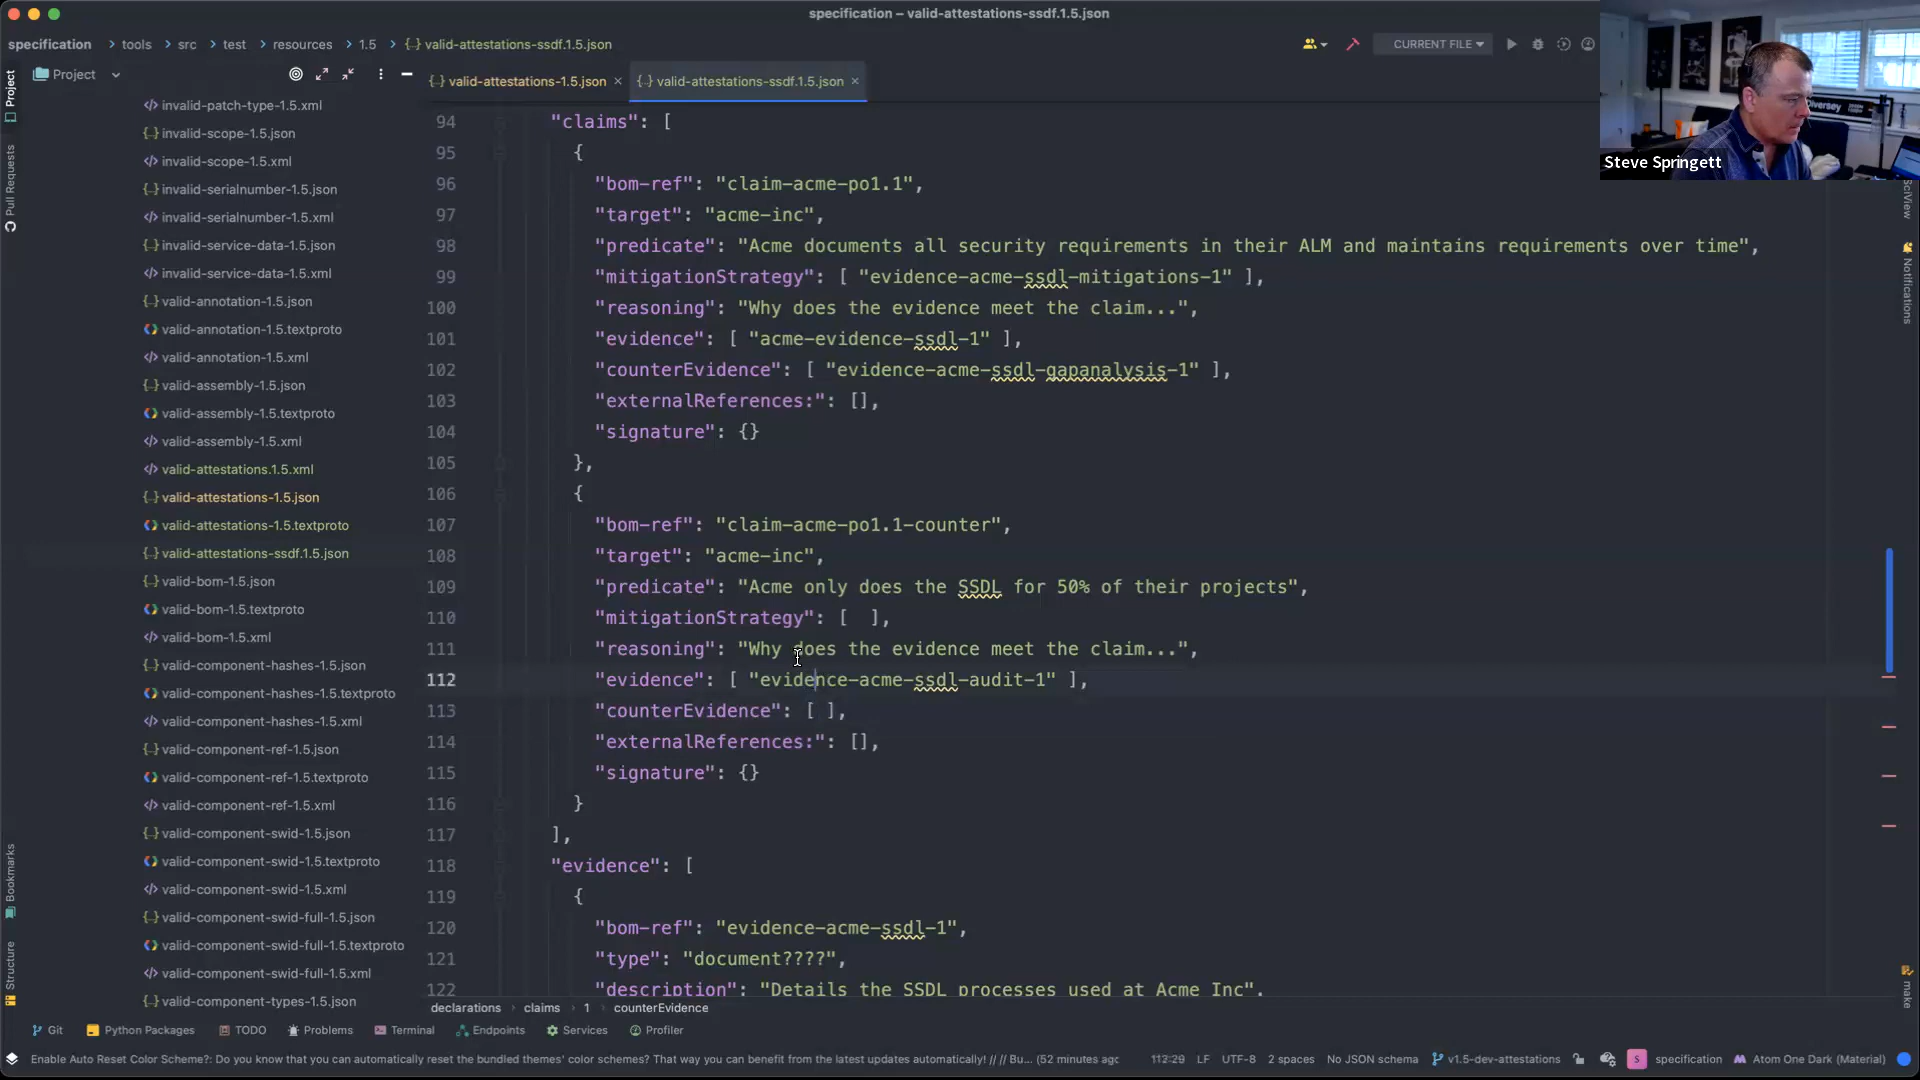 specification – valid-attestations-ssdf.1.5.json
specification > tools > src > test > resources > 1.5 > {} valid-attestations-ssdf.1.5.json
CURRENT FILE
Project
valid-attestations-1.5.json
valid-attestations-ssdf.1.5.json
Steve Springett
Project
Pull Requests
Bookmarks
Structure
invalid-patch-type-1.5.xml
invalid-scope-1.5.json
invalid-scope-1.5.xml
invalid-serialnumber-1.5.json
invalid-serialnumber-1.5.xml
invalid-service-data-1.5.json
invalid-service-data-1.5.xml
valid-annotation-1.5.json
valid-annotation-1.5.textproto
valid-annotation-1.5.xml
valid-assembly-1.5.json
valid-assembly-1.5.textproto
valid-assembly-1.5.xml
valid-attestations.1.5.xml
valid-attestations-1.5.json
valid-attestations-1.5.textproto
valid-attestations-ssdf.1.5.json
valid-bom-1.5.json
valid-bom-1.5.textproto
valid-bom-1.5.xml
valid-component-hashes-1.5.json
valid-component-hashes-1.5.textproto
valid-component-hashes-1.5.xml
valid-component-ref-1.5.json
valid-component-ref-1.5.textproto
valid-component-ref-1.5.xml
valid-component-swid-1.5.json
valid-component-swid-1.5.textproto
valid-component-swid-1.5.xml
valid-component-swid-full-1.5.json
valid-component-swid-full-1.5.textproto
valid-component-swid-full-1.5.xml
valid-component-types-1.5.json
94 "claims": [
95 {
96 "bom-ref": "claim-acme-po1.1",
97 "target": "acme-inc",
98 "predicate": "Acme documents all security requirements in their ALM and maintains requirements over time",
99 "mitigationStrategy": [ "evidence-acme-ssdl-mitigations-1" ],
100 "reasoning": "Why does the evidence meet the claim...",
101 "evidence": [ "acme-evidence-ssdl-1" ],
102 "counterEvidence": [ "evidence-acme-ssdl-gapanalysis-1" ],
103 "externalReferences:": [],
104 "signature": {}
105 },
106 {
107 "bom-ref": "claim-acme-po1.1-counter",
108 "target": "acme-inc",
109 "predicate": "Acme only does the SSDL for 50% of their projects",
110 "mitigationStrategy": [  ],
111 "reasoning": "Why does the evidence meet the claim...",
112 "evidence": [ "evidence-acme-ssdl-audit-1" ],
113 "counterEvidence": [ ],
114 "externalReferences:": [],
115 "signature": {}
116 }
117 ],
118 "evidence": [
119 {
120 "bom-ref": "evidence-acme-ssdl-1",
121 "type": "document????",
122 "description": "Details the SSDL processes used at Acme Inc".
SciView
Notifications
make
declarations claims 1 counterEvidence
Git Python Packages TODO Problems Terminal Endpoints Services Profiler
Enable Auto Reset Color Scheme?: Do you know that you can automatically reset the bundled themes' color schemes? That way you can benefit from the latest updates automatically! // // Bu... (52 minutes agc 112:29 LF UTF-8 2 spaces No JSON schema v1.5-dev-attestations S specification Atom One Dark (Material)